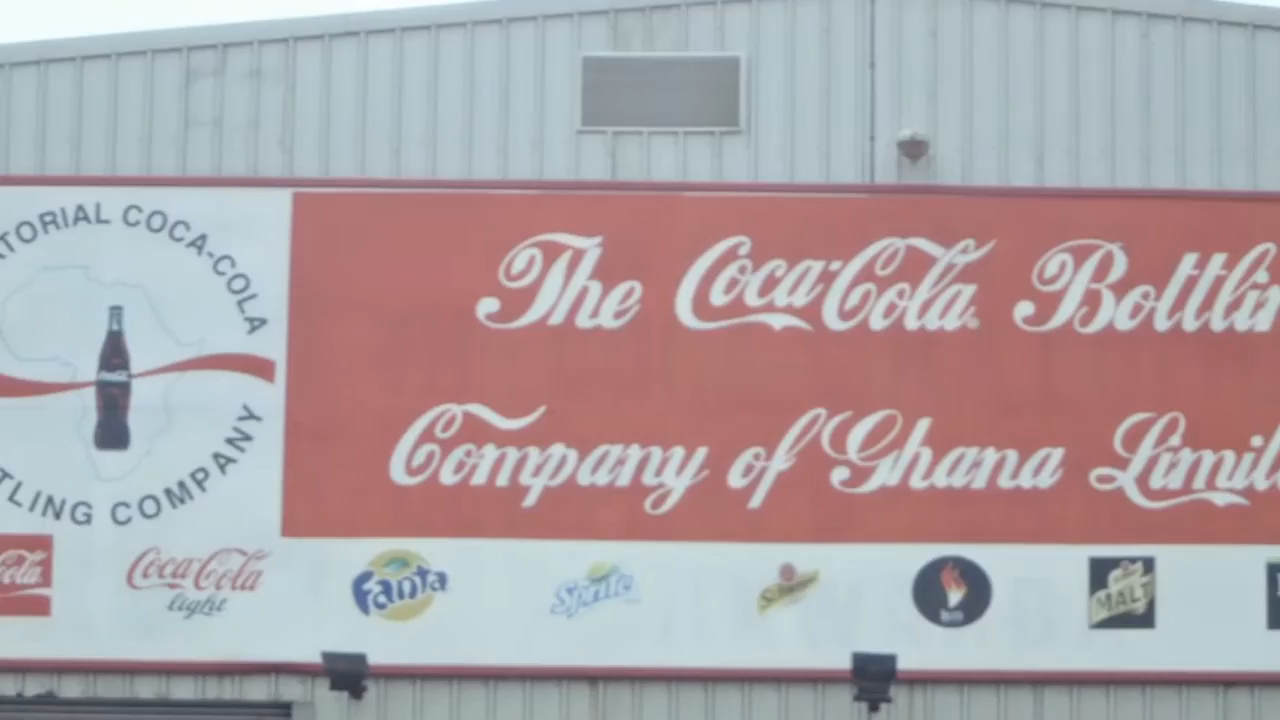 TORIAL COCA-COLA
TLING COMPANY
The Coca-Cola Bottlin
Company of Ghana Limit
Coca-Cola
light
Fanta
Sprite
MALT